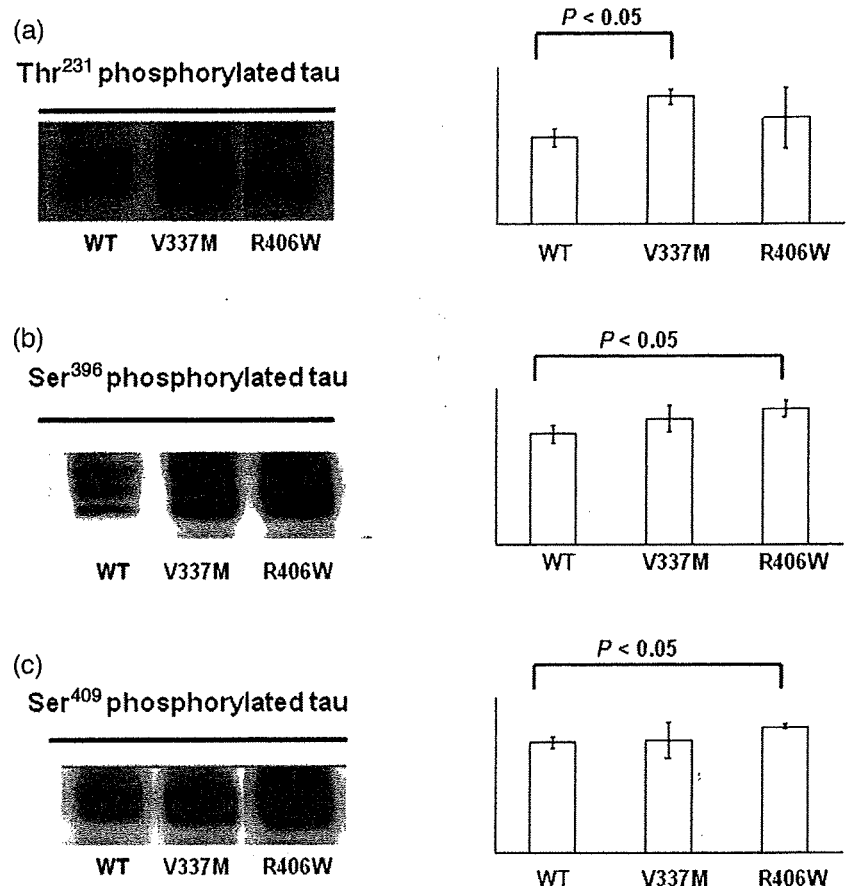 (a)
Thr²³¹ phosphorylated tau
WT V337M R406W
P < 0.05
WT V337M R406W
(b)
Ser³⁹⁶ phosphorylated tau
WT V337M R406W
P < 0.05
WT V337M R406W
(c)
Ser⁴⁰⁹ phosphorylated tau
WT V337M R406W
P < 0.05
WT V337M R406W